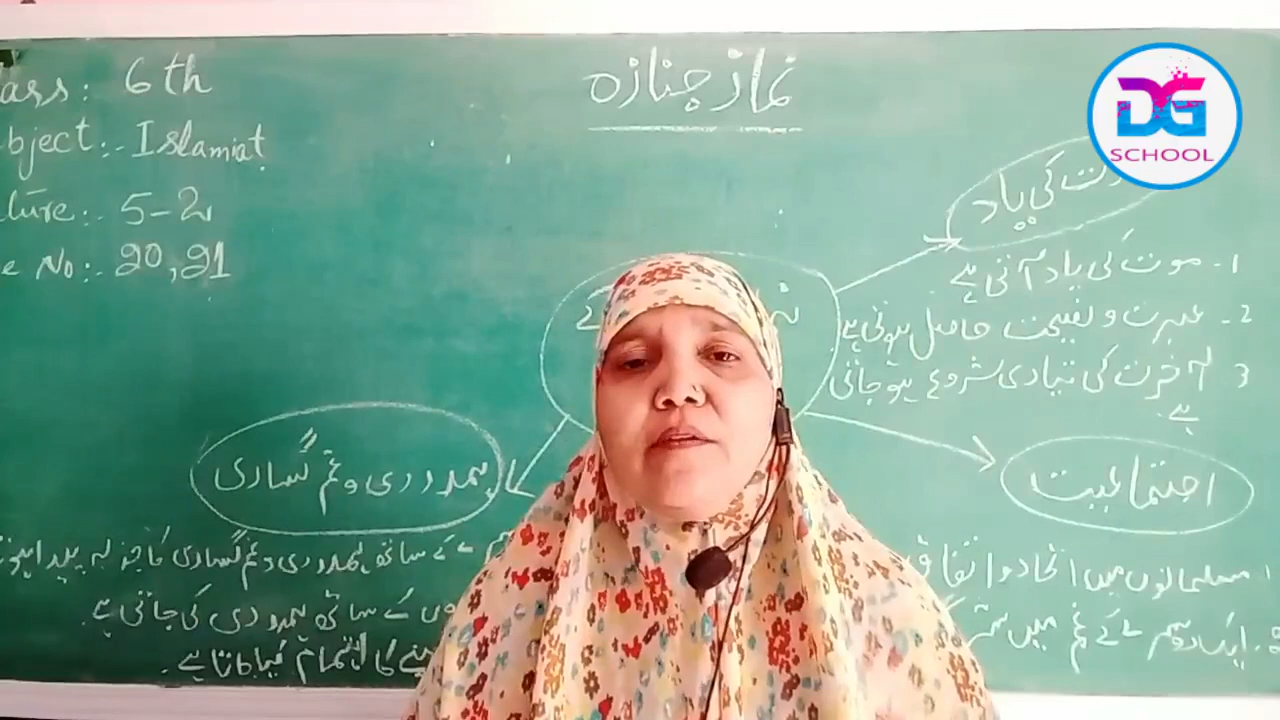 نماز جنازہ
ass: 6th
bject:- Islamiat
cture:- 5-2
e No:- 20,21
DG
SCHOOL
کی یاد
1- موت کی یاد آتی ہے
2- عبرت و نصیحت حاصل ہوتی ہے
3 آخرت کی تیاری شروع ہو جاتی
ہے
اجتماعیت
1. مسلمانوں میں اتحاد و اتفاق
2. ایک دوسرے کے غم میں
ہمدردی و غم گساری
کے ساتھ ہمدردی و غم گساری کا جذبہ پیدا ہوتا
کے ساتھ ہمدردی کی جاتی ہے
کا اہتمام کیا جاتا ہے۔